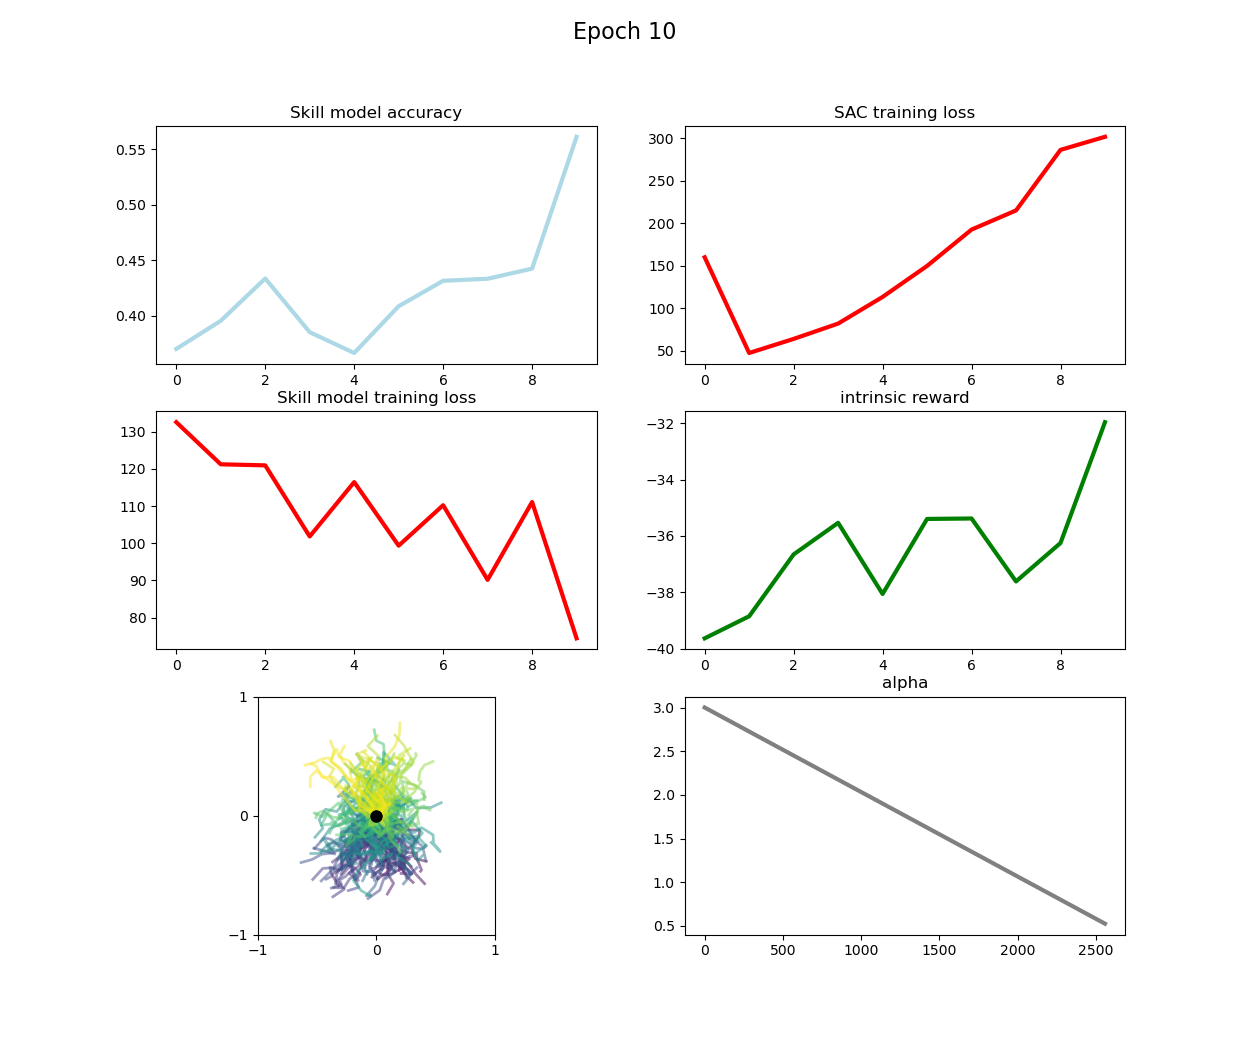 Epoch 10
Skill model accuracy
0.55
0.50
0.45
0.40
0 2 4 6 8
SAC training loss
300
250
200
150
100
50
0 2 4 6 8
Skill model training loss
130
120
110
100
90
80
0 2 4 6 8
intrinsic reward
−32
−34
−36
−38
−40
0 2 4 6 8
1
0
−1
−1 0 1
alpha
3.0
2.5
2.0
1.5
1.0
0.5
0 500 1000 1500 2000 2500